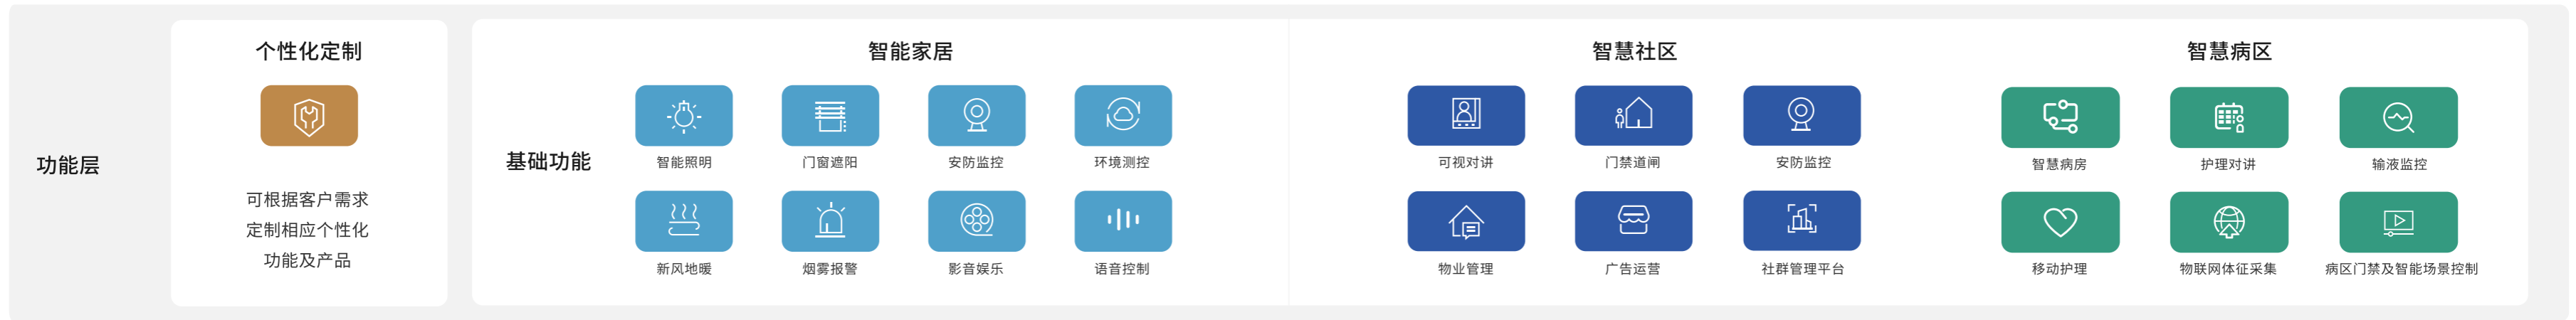 功能层
个性化定制
可根据客户需求
定制相应个性化
功能及产品
基础功能
智能家居
智能照明
门窗遮阳
安防监控
环境测控
新风地暖
烟雾报警
影音娱乐
语音控制
智慧社区
可视对讲
门禁道闸
安防监控
物业管理
广告运营
社群管理平台
智慧病区
智慧病房
护理对讲
输液监控
移动护理
物联网体征采集
病区门禁及智能场景控制